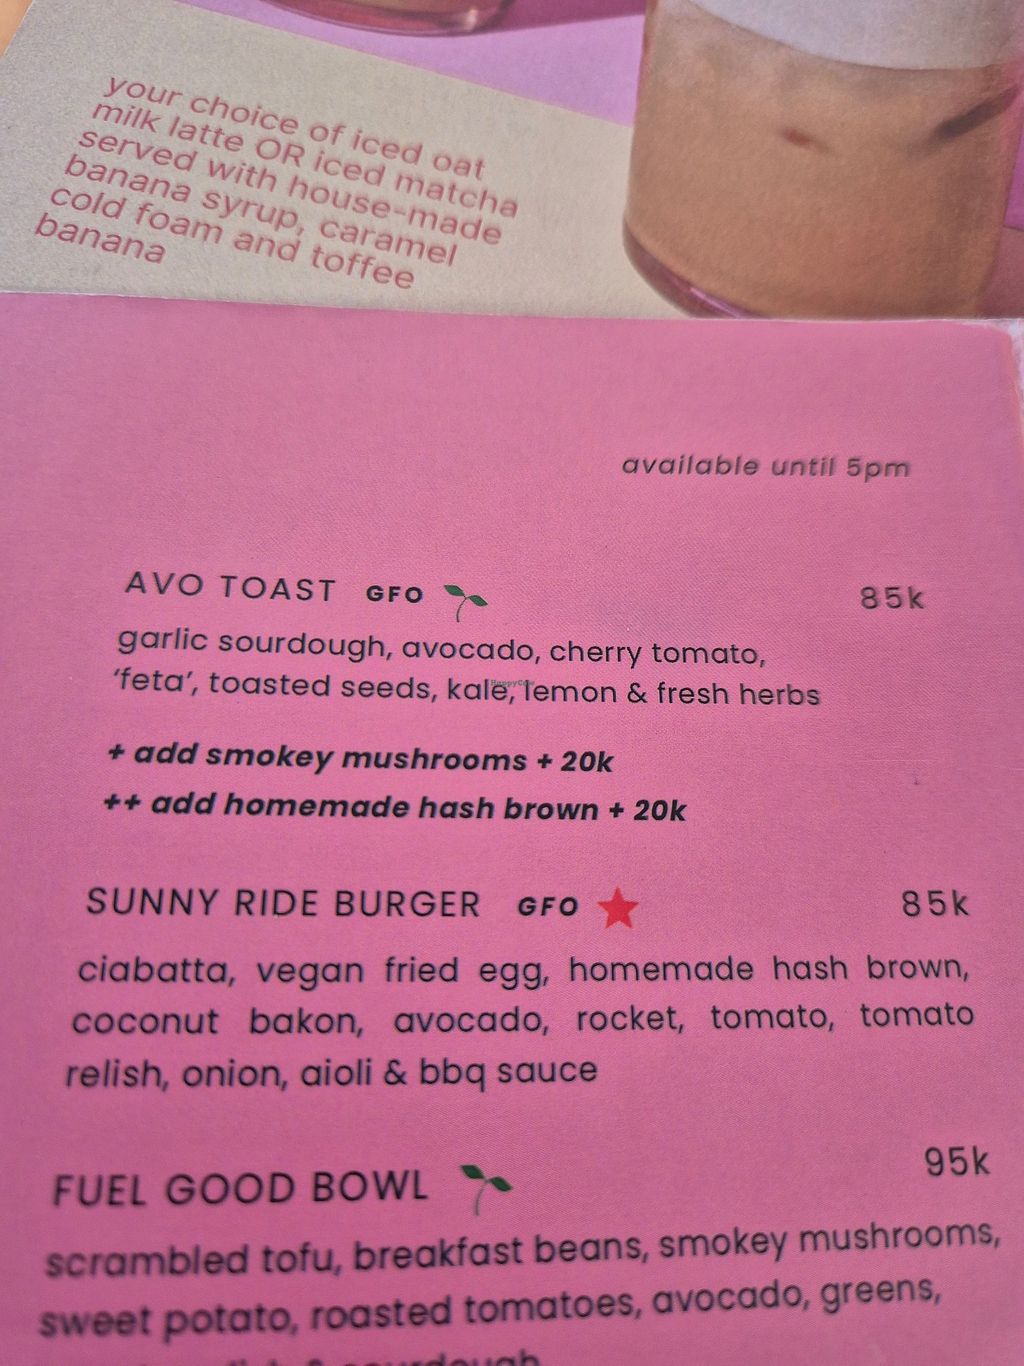 your choice of iced oat
milk latte OR iced matcha
served with house-made
banana syrup, caramel
cold foam and toffee
banana
available until 5pm
AVO TOAST GFO 85k
garlic sourdough, avocado, cherry tomato,
'feta', toasted seeds, kale, lemon & fresh herbs
HappyCow
+ add smokey mushrooms + 20k
++ add homemade hash brown + 20k
SUNNY RIDE BURGER GFO 85k
ciabatta, vegan fried egg, homemade hash brown,
coconut bakon, avocado, rocket, tomato, tomato
relish, onion, aioli & bbq sauce
FUEL GOOD BOWL 95k
scrambled tofu, breakfast beans, smokey mushrooms,
sweet potato, roasted tomatoes, avocado, greens,
& sourdough